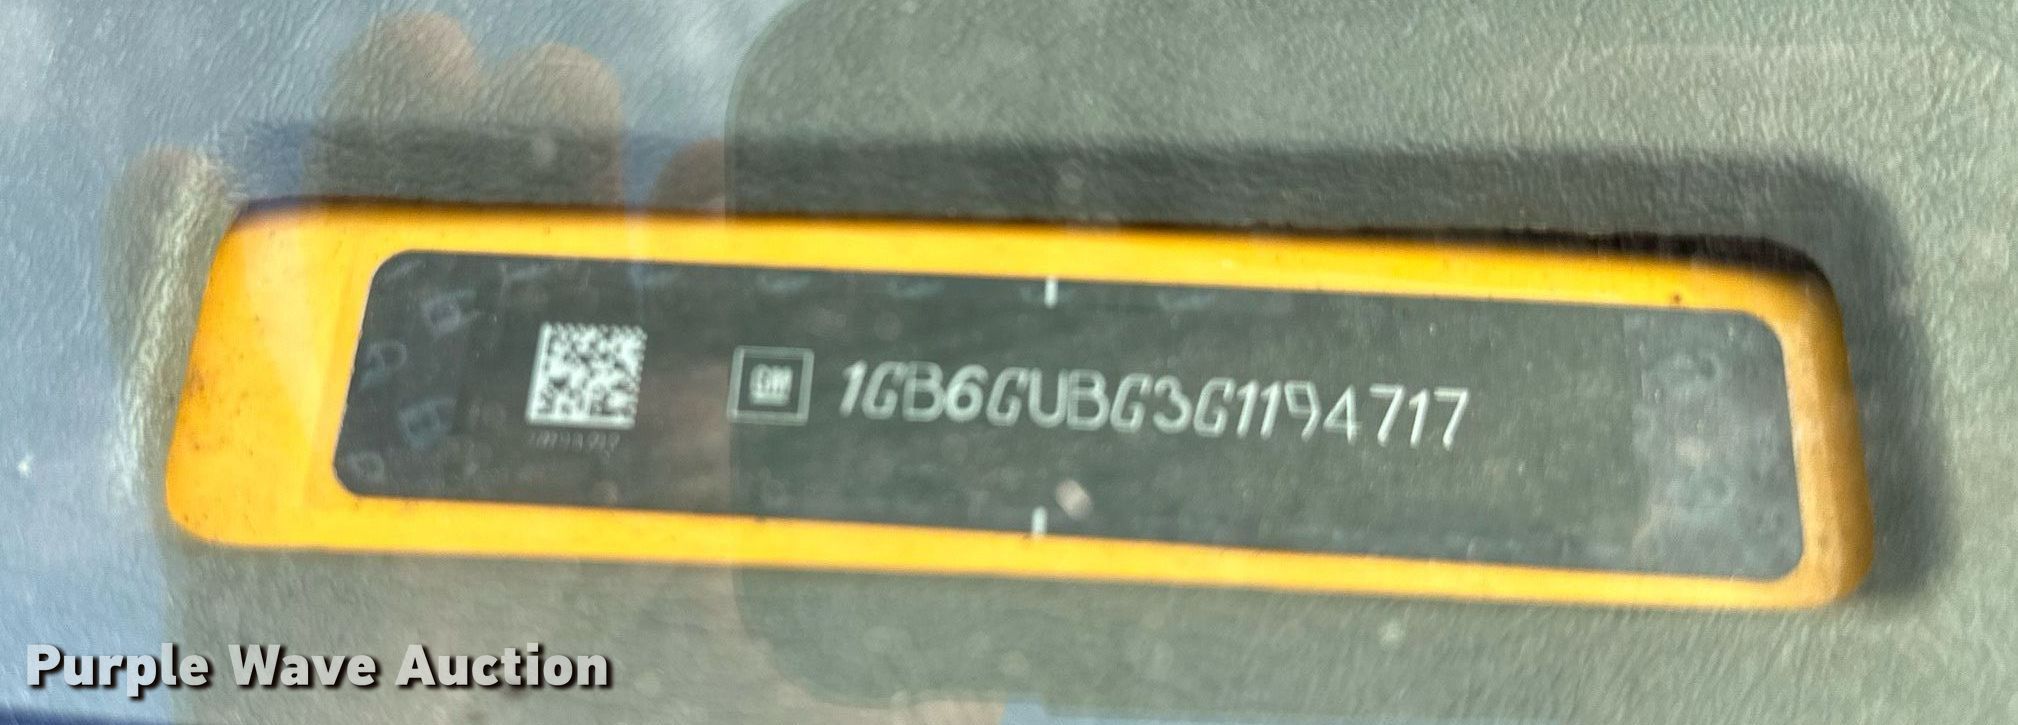 GM 1GB6GUBG3G1194717
Purple Wave Auction